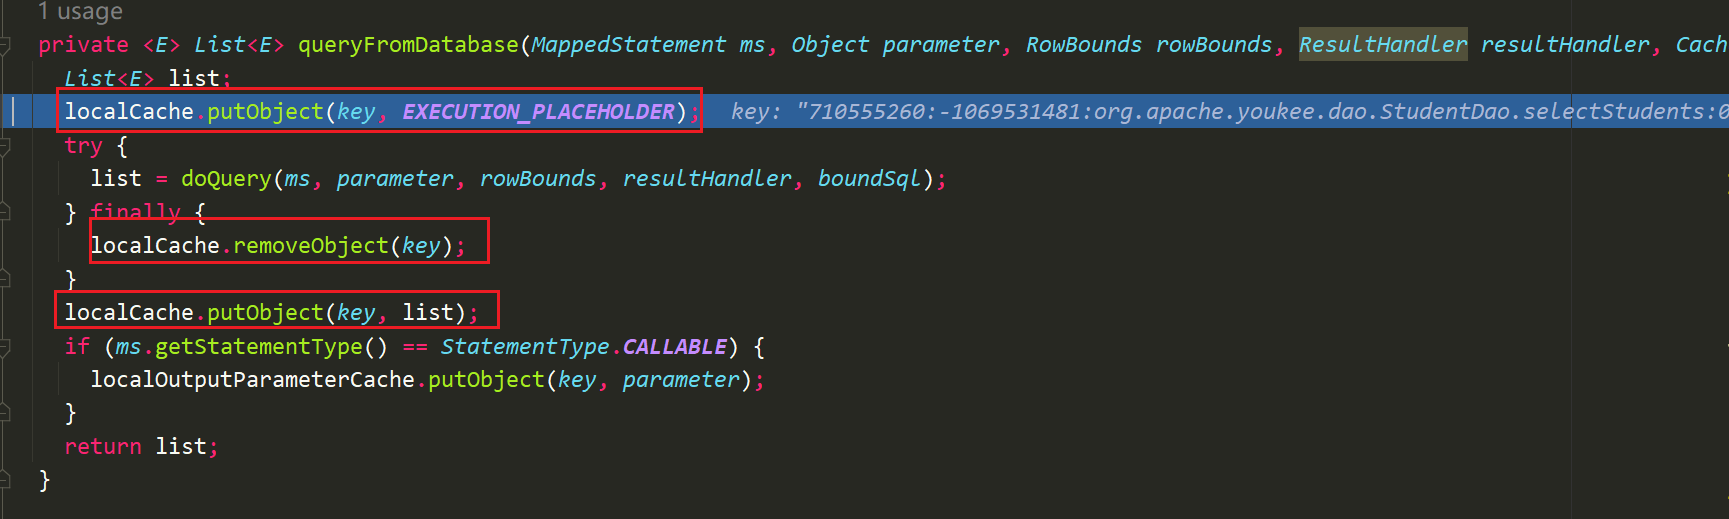 1 usage
private <E> List<E> queryFromDatabase(MappedStatement ms, Object parameter, RowBounds rowBounds, ResultHandler resultHandler, Cach
List<E> list;
localCache.putObject(key, EXECUTION_PLACEHOLDER); key: "710555260:-1069531481:org.apache.youkee.dao.StudentDao.selectStudents:0
try {
list = doQuery(ms, parameter, rowBounds, resultHandler, boundSql);
} finally {
localCache.removeObject(key);
}
localCache.putObject(key, list);
if (ms.getStatementType() == StatementType.CALLABLE) {
localOutputParameterCache.putObject(key, parameter);
}
return list;
}